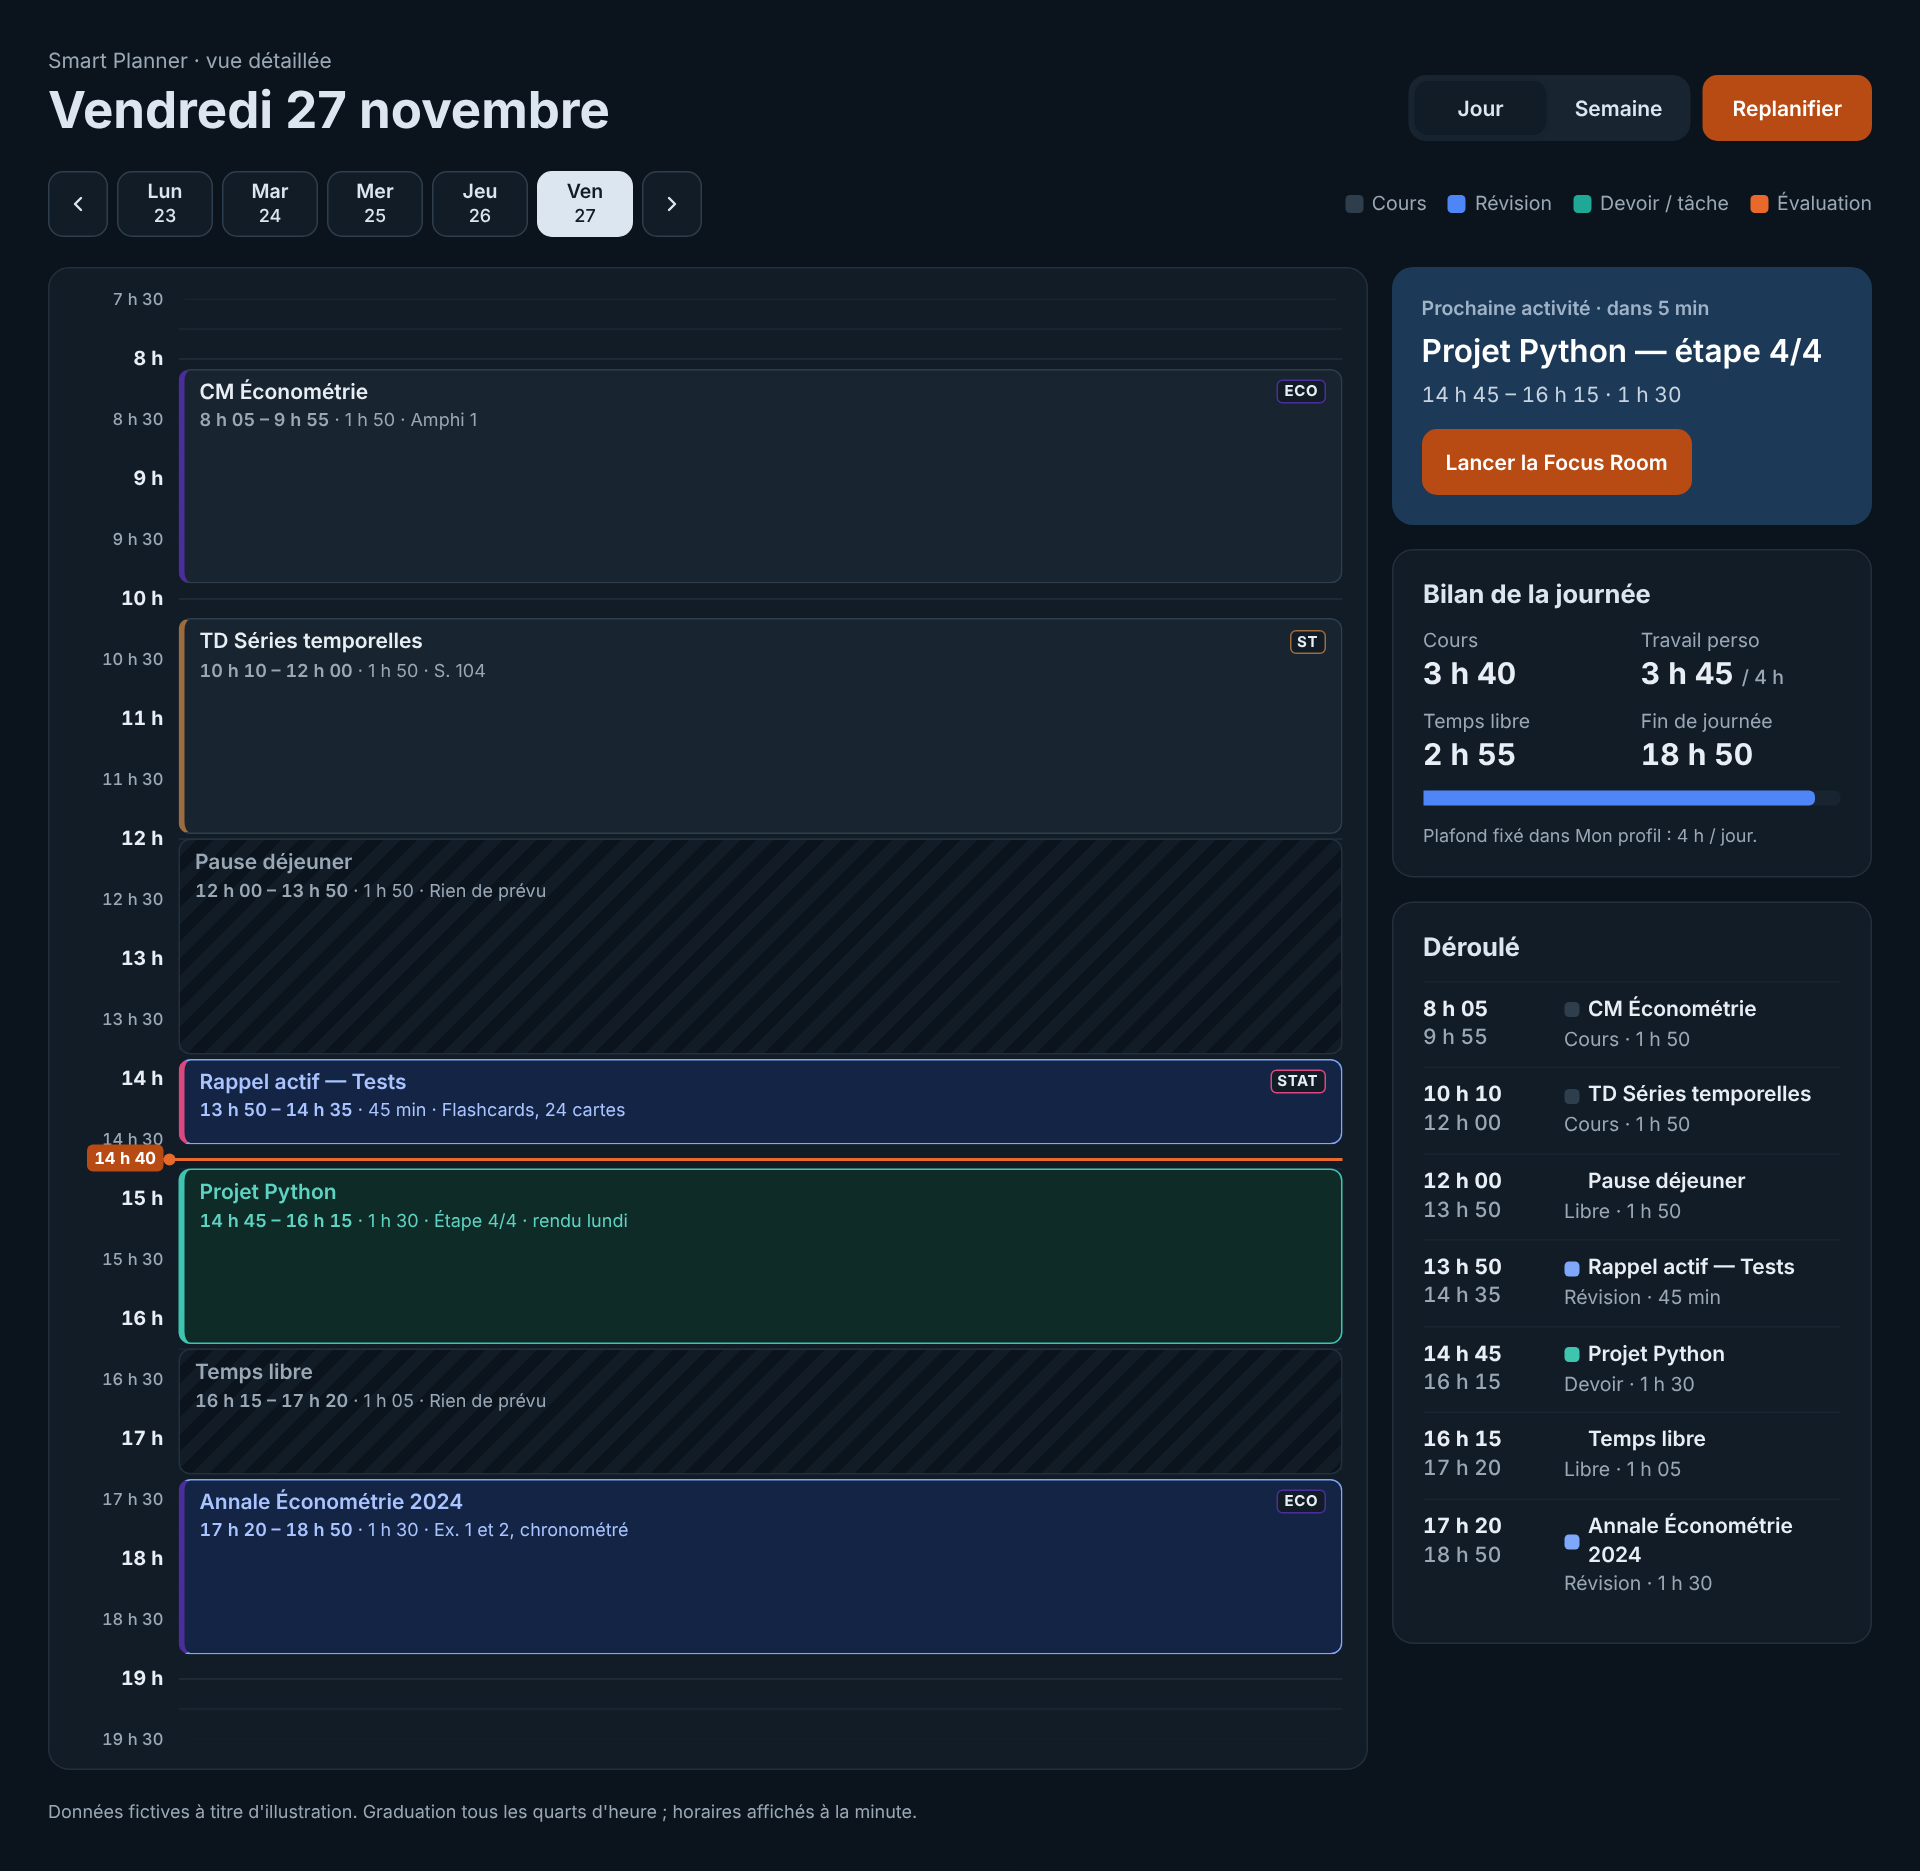 Smart Planner · vue détaillée
Vendredi 27 novembre
Jour
Semaine
Replanifier
Lun
23
Mar
24
Mer
25
Jeu
26
Ven
27
Cours
Révision
Devoir / tâche
Évaluation
7 h 30
8 h
CM Économétrie
ECO
8 h 05 – 9 h 55 · 1 h 50 · Amphi 1
8 h 30
9 h
9 h 30
10 h
TD Séries temporelles
ST
10 h 10 – 12 h 00 · 1 h 50 · S. 104
10 h 30
11 h
11 h 30
12 h
Pause déjeuner
12 h 00 – 13 h 50 · 1 h 50 · Rien de prévu
12 h 30
13 h
13 h 30
14 h
Rappel actif — Tests
STAT
13 h 50 – 14 h 35 · 45 min · Flashcards, 24 cartes
14 h 30
14 h 40
Projet Python
15 h
14 h 45 – 16 h 15 · 1 h 30 · Étape 4/4 · rendu lundi
15 h 30
16 h
Temps libre
16 h 30
16 h 15 – 17 h 20 · 1 h 05 · Rien de prévu
17 h
17 h 30
Annale Économétrie 2024
ECO
17 h 20 – 18 h 50 · 1 h 30 · Ex. 1 et 2, chronométré
18 h
18 h 30
19 h
19 h 30
Prochaine activité · dans 5 min
Projet Python — étape 4/4
14 h 45 – 16 h 15 · 1 h 30
Lancer la Focus Room
Bilan de la journée
Cours
3 h 40
Travail perso
3 h 45 / 4 h
Temps libre
2 h 55
Fin de journée
18 h 50
Plafond fixé dans Mon profil : 4 h / jour.
Déroulé
8 h 05
9 h 55
CM Économétrie
Cours · 1 h 50
10 h 10
12 h 00
TD Séries temporelles
Cours · 1 h 50
12 h 00
13 h 50
Pause déjeuner
Libre · 1 h 50
13 h 50
14 h 35
Rappel actif — Tests
Révision · 45 min
14 h 45
16 h 15
Projet Python
Devoir · 1 h 30
16 h 15
17 h 20
Temps libre
Libre · 1 h 05
17 h 20
18 h 50
Annale Économétrie
2024
Révision · 1 h 30
Données fictives à titre d'illustration. Graduation tous les quarts d'heure ; horaires affichés à la minute.